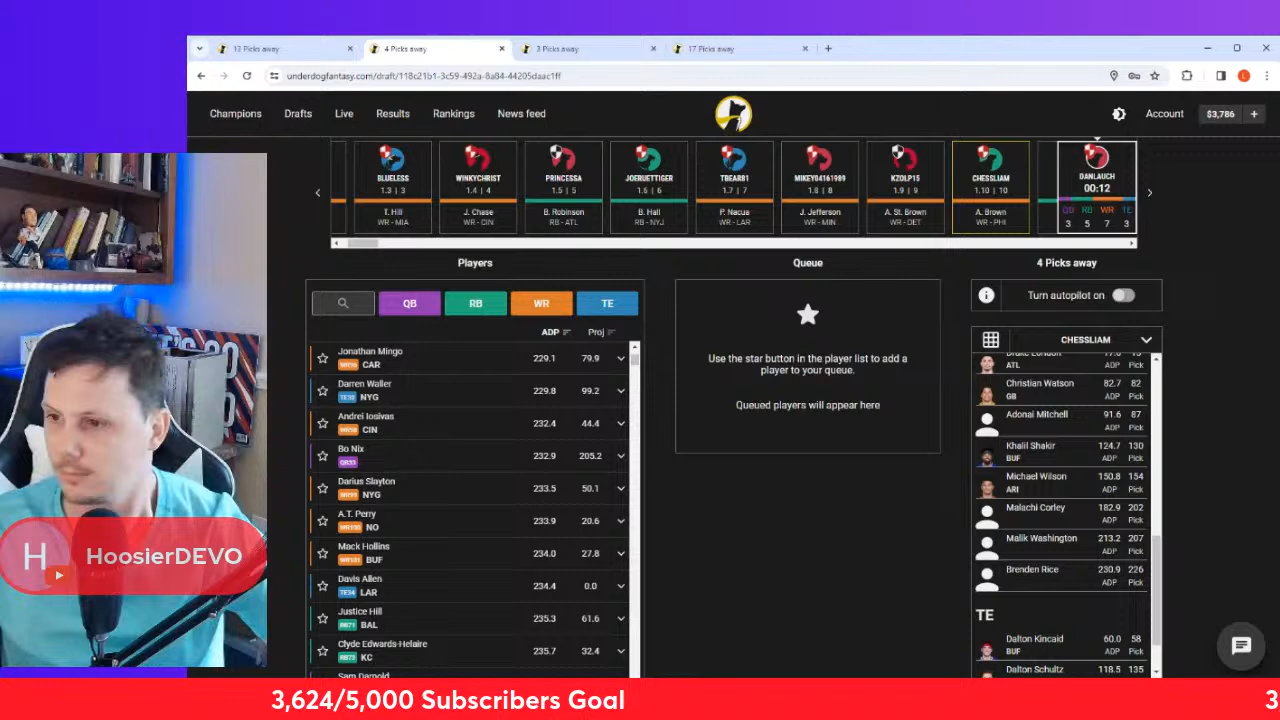 13 Picks away
4 Picks away
3 Picks away
17 Picks away
underdogfantasy.com/draft/118c21b1-3c59-492a-8a84-44205daac1ff
Champions Drafts Live Results Rankings News feed
Account $3,786 +
BLUELESS
1.3 | 3
T. Hill
WR - MIA
WINKYCHRIST
1.4 | 4
J. Chase
WR - CIN
PRINCESSA
1.5 | 5
B. Robinson
RB - ATL
JOERUETTIGER
1.6 | 6
B. Hall
RB - NYJ
TBEAR81
1.7 | 7
P. Nacua
WR - LAR
MIKEY04161989
1.8 | 8
J. Jefferson
WR - MIN
KZOLP15
1.9 | 9
A. St. Brown
WR - DET
CHESSLIAM
1.10 | 10
A. Brown
WR - PHI
DANLAUCH
00:12
QB RB WR TE
3 5 7 3
Players
QB RB WR TE
ADP Proj
Jonathan Mingo
CAR
229.1 79.9
Darren Waller
NYG
229.8 99.2
Andrei Iosivas
CIN
232.4 44.4
Bo Nix
QB33
232.9 205.2
Darius Slayton
NYG
233.5 50.1
A.T. Perry
WR100 NO
233.9 20.6
Mack Hollins
WR101 BUF
234.0 27.8
Davis Allen
TE34 LAR
234.4 0.0
Justice Hill
RB71 BAL
235.3 61.6
Clyde Edwards-Helaire
RB72 KC
235.7 32.4
Sam Darnold
Queue
Use the star button in the player list to add a
player to your queue.
Queued players will appear here
4 Picks away
Turn autopilot on
CHESSLIAM
Drake London
ATL
ADP Pick
Christian Watson 82.7 82
GB ADP Pick
Adonai Mitchell 91.6 87
ADP Pick
Khalil Shakir 124.7 130
BUF ADP Pick
Michael Wilson 150.8 154
ARI ADP Pick
Malachi Corley 182.9 202
ADP Pick
Malik Washington 213.2 207
ADP Pick
Brenden Rice 230.9 226
ADP Pick
TE
Dalton Kincaid 60.0 58
BUF ADP Pick
Dalton Schultz 118.5 135
H HoosierDEVO
3,624/5,000 Subscribers Goal
3